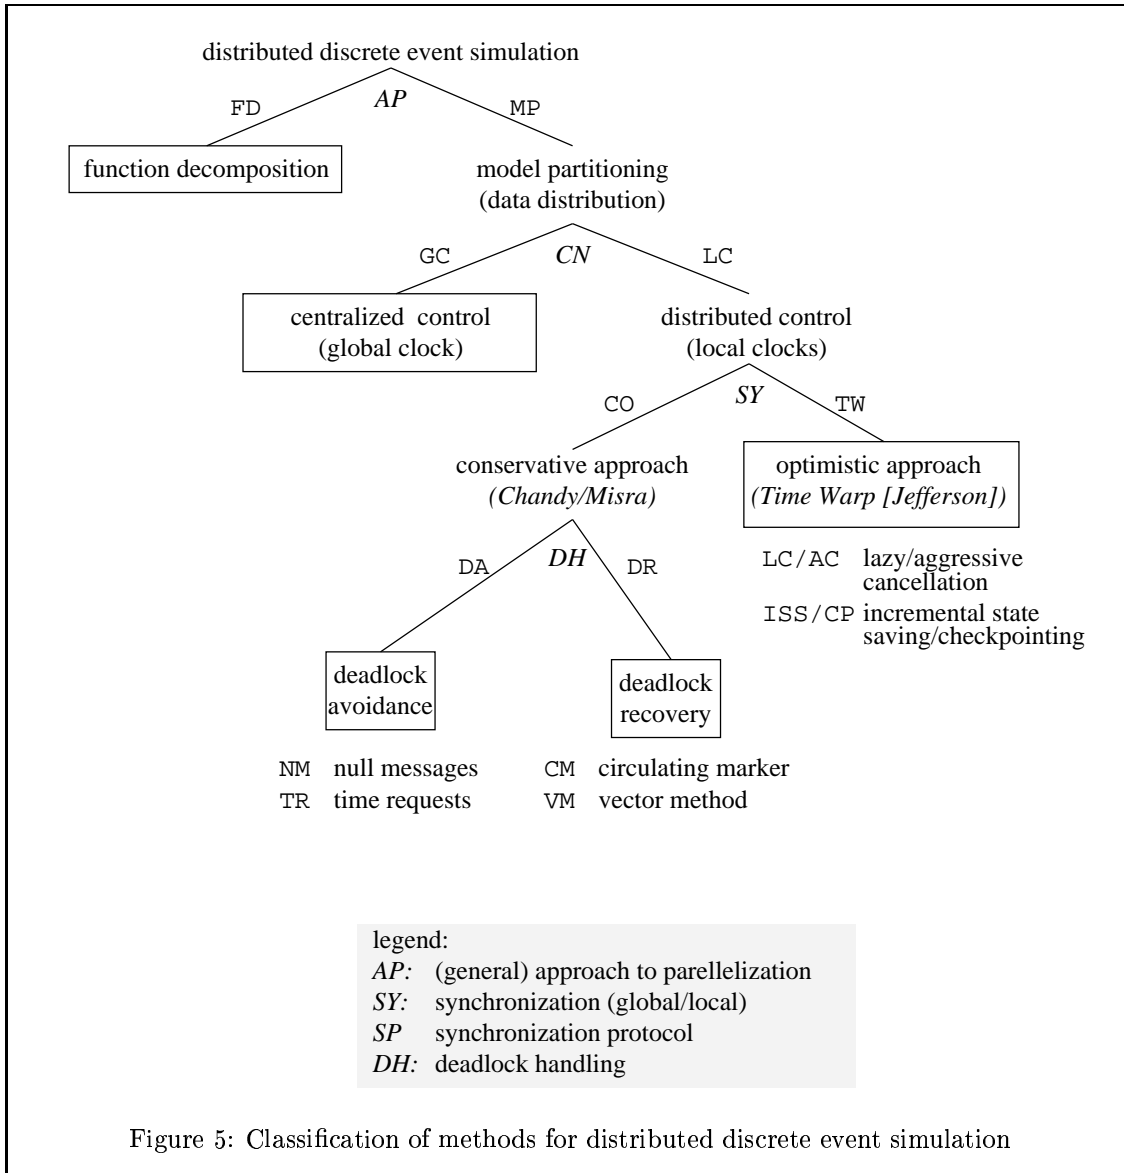 distributed discrete event simulation
FD AP MP
function decomposition
model partitioning
(data distribution)
GC CN LC
centralized control
(global clock)
distributed control
(local clocks)
CO SY TW
conservative approach
(Chandy/Misra)
optimistic approach
(Time Warp [Jefferson])
DA DH DR
LC/AC lazy/aggressive
cancellation
ISS/CP incremental state
saving/checkpointing
deadlock
avoidance
deadlock
recovery
NM null messages
TR time requests
CM circulating marker
VM vector method
legend:
AP: (general) approach to parellelization
SY: synchronization (global/local)
SP synchronization protocol
DH: deadlock handling
Figure 5: Classification of methods for distributed discrete event simulation